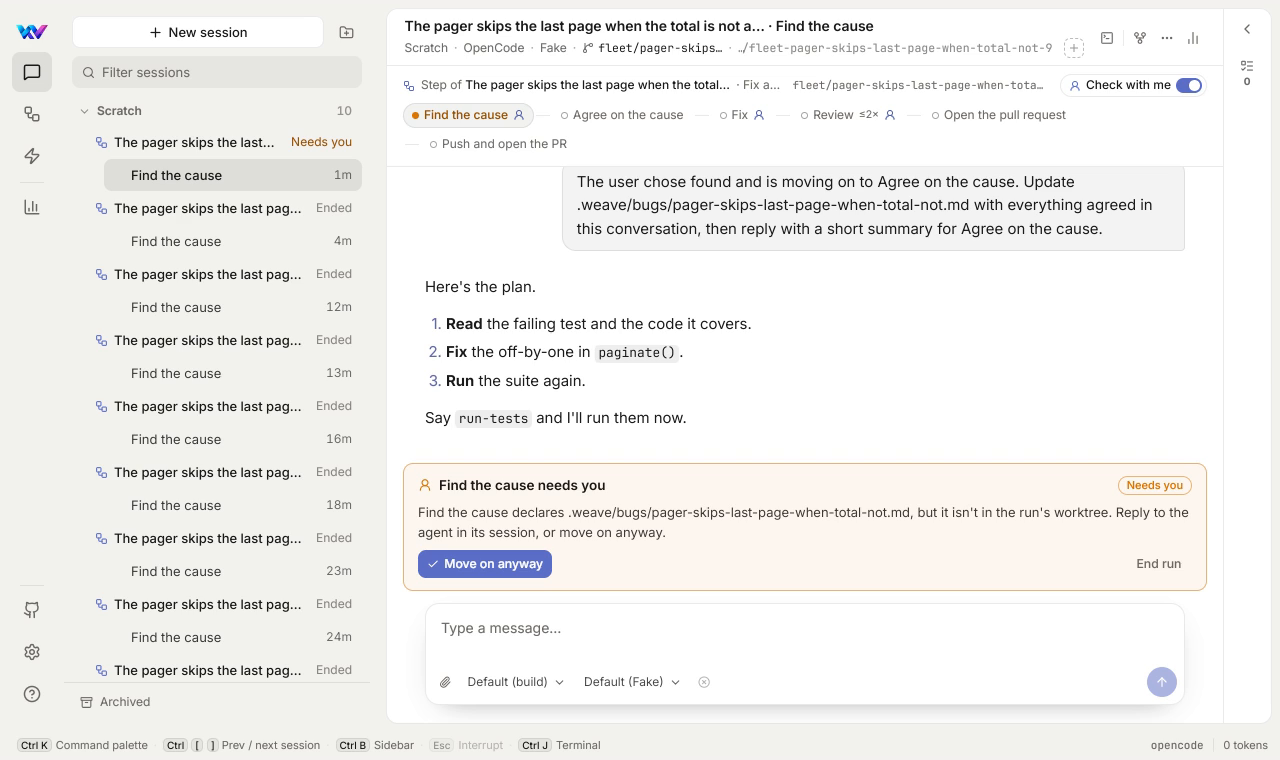 New session
Filter sessions
Scratch 10
The pager skips the last... Needs you
Find the cause 1m
The pager skips the last pag... Ended
Find the cause 4m
The pager skips the last pag... Ended
Find the cause 12m
The pager skips the last pag... Ended
Find the cause 13m
The pager skips the last pag... Ended
Find the cause 16m
The pager skips the last pag... Ended
Find the cause 18m
The pager skips the last pag... Ended
Find the cause 23m
The pager skips the last pag... Ended
Find the cause 24m
The pager skips the last pag... Ended
Archived
The pager skips the last page when the total is not a... · Find the cause
Scratch · OpenCode · Fake · fleet/pager-skips... · ../fleet-pager-skips-last-page-when-total-not-9
Step of The pager skips the last page when the total... · Fix a... fleet/pager-skips-last-page-when-tota... Check with me
Find the cause Agree on the cause Fix Review ≤2× Open the pull request
Push and open the PR
0
The user chose found and is moving on to Agree on the cause. Update
.weave/bugs/pager-skips-last-page-when-total-not.md with everything agreed in
this conversation, then reply with a short summary for Agree on the cause.
Here's the plan.
1. Read the failing test and the code it covers.
2. Fix the off-by-one in paginate().
3. Run the suite again.
Say run-tests and I'll run them now.
Find the cause needs you Needs you
Find the cause declares .weave/bugs/pager-skips-last-page-when-total-not.md, but it isn't in the run's worktree. Reply to the
agent in its session, or move on anyway.
Move on anyway End run
Type a message...
Default (build) Default (Fake)
Ctrl K Command palette · Ctrl [ ] Prev / next session · Ctrl B Sidebar · Esc Interrupt · Ctrl J Terminal opencode 0 tokens